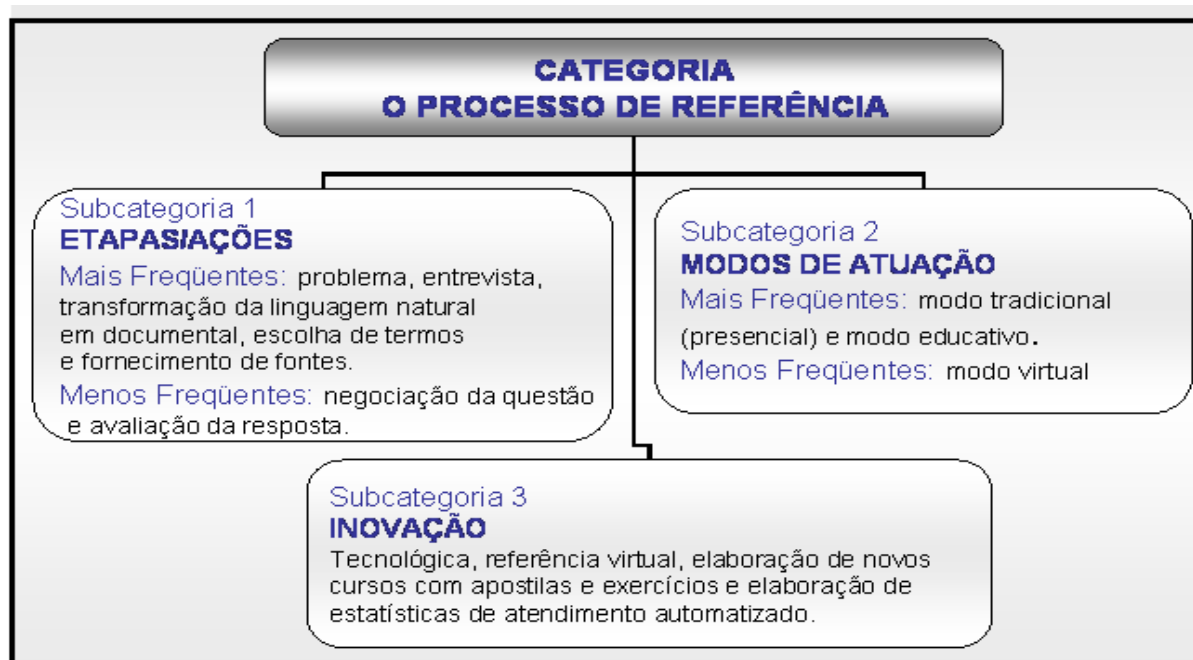 CATEGORIA
O PROCESSO DE REFERÊNCIA
Subcategoria 1
ETAPAS/AÇÕES
Mais Freqüentes: problema, entrevista,
transformação da linguagem natural
em documental, escolha de termos
e fornecimento de fontes.
Menos Freqüentes: negociação da questão
e avaliação da resposta.
Subcategoria 2
MODOS DE ATUAÇÃO
Mais Freqüentes: modo tradicional
(presencial) e modo educativo.
Menos Freqüentes: modo virtual
Subcategoria 3
INOVAÇÃO
Tecnológica, referência virtual, elaboração de novos
cursos com apostilas e exercícios e elaboração de
estatísticas de atendimento automatizado.